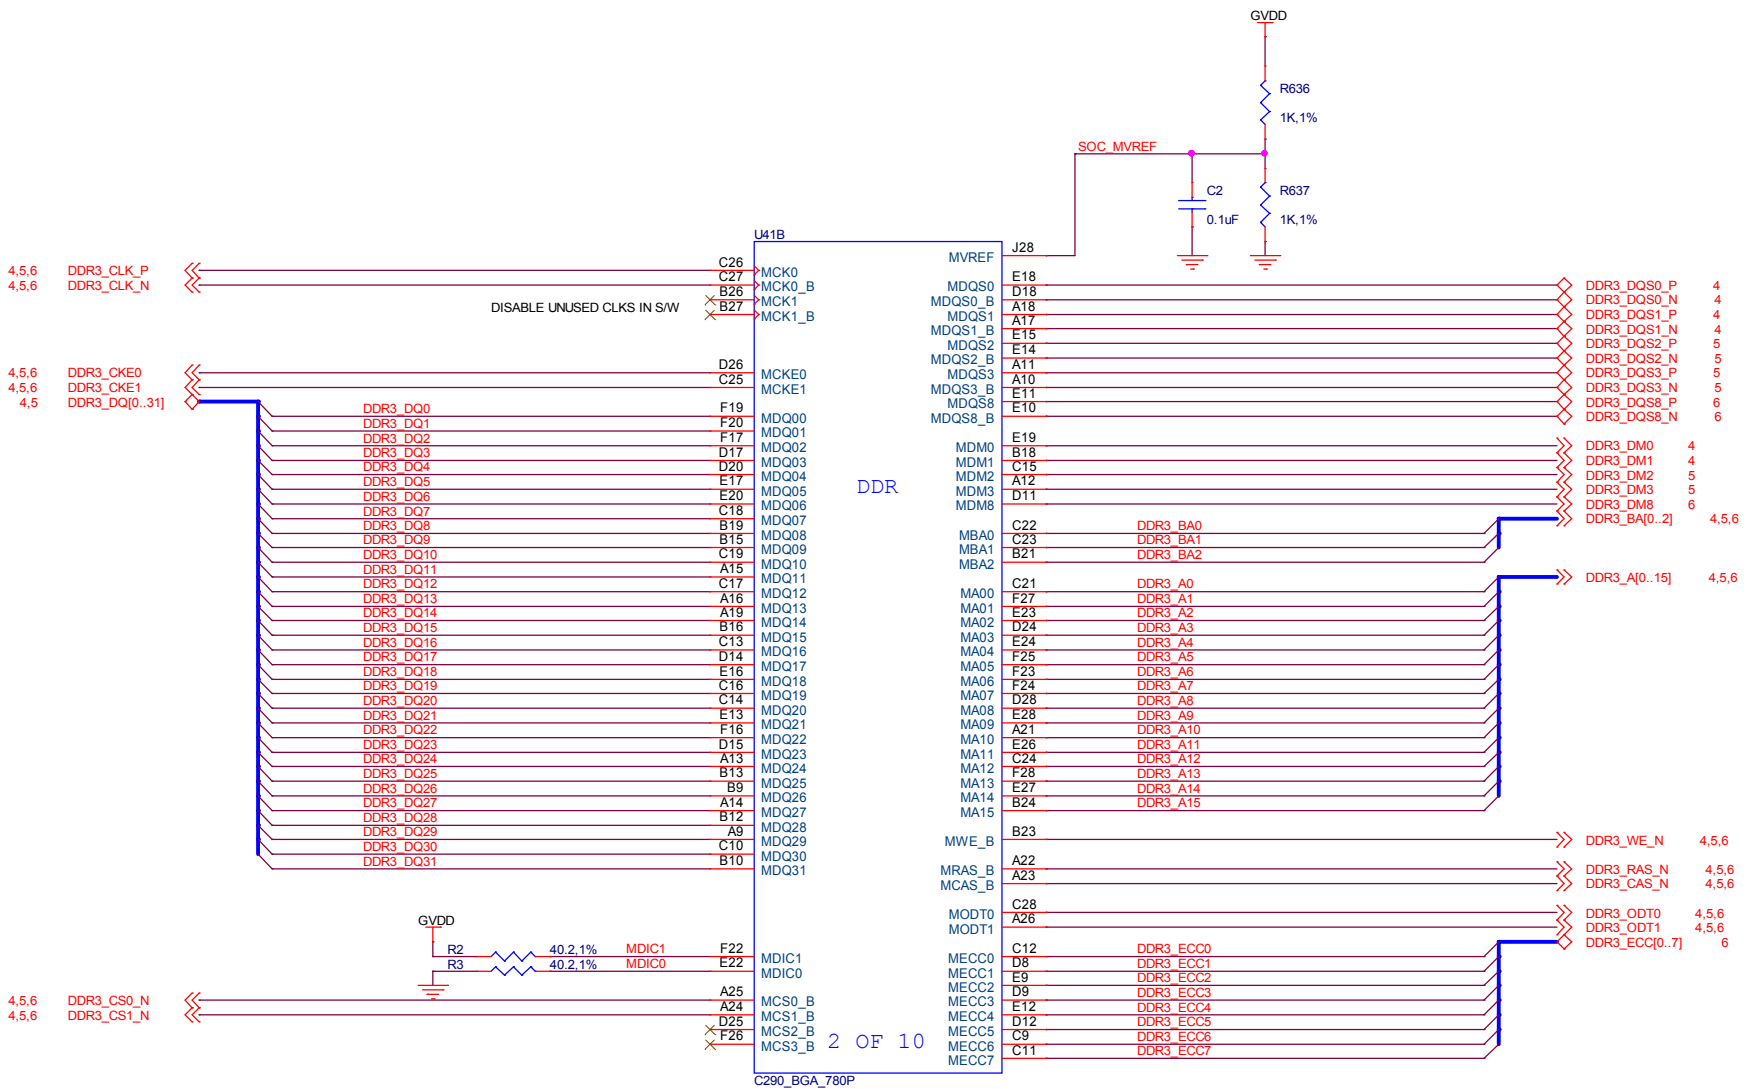 GVDD
R636
1K,1%
SOC_MVREF
C2
0.1uF
R637
1K,1%
U41B
4,5,6 DDR3_CLK_P C26 MCK0
4,5,6 DDR3_CLK_N C27 MCK0_B
B26 MCK1
DISABLE UNUSED CLKS IN S/W B27 MCK1_B
4,5,6 DDR3_CKE0 D26 MCKE0
4,5,6 DDR3_CKE1 C25 MCKE1
4,5 DDR3_DQ[0..31]
DDR3_DQ0 F19 MDQ00
DDR3_DQ1 F20 MDQ01
DDR3_DQ2 F17 MDQ02
DDR3_DQ3 D17 MDQ03
DDR3_DQ4 D20 MDQ04
DDR3_DQ5 E17 MDQ05
DDR3_DQ6 E20 MDQ06
DDR3_DQ7 C18 MDQ07
DDR3_DQ8 B19 MDQ08
DDR3_DQ9 B15 MDQ09
DDR3_DQ10 C19 MDQ10
DDR3_DQ11 A15 MDQ11
DDR3_DQ12 C17 MDQ12
DDR3_DQ13 A16 MDQ13
DDR3_DQ14 A19 MDQ14
DDR3_DQ15 B16 MDQ15
DDR3_DQ16 C13 MDQ16
DDR3_DQ17 D14 MDQ17
DDR3_DQ18 E16 MDQ18
DDR3_DQ19 C16 MDQ19
DDR3_DQ20 C14 MDQ20
DDR3_DQ21 E13 MDQ21
DDR3_DQ22 F16 MDQ22
DDR3_DQ23 D15 MDQ23
DDR3_DQ24 A13 MDQ24
DDR3_DQ25 B13 MDQ25
DDR3_DQ26 B9 MDQ26
DDR3_DQ27 A14 MDQ27
DDR3_DQ28 B12 MDQ28
DDR3_DQ29 A9 MDQ29
DDR3_DQ30 C10 MDQ30
DDR3_DQ31 B10 MDQ31
GVDD
R2 40.2,1% MDIC1 F22 MDIC1
R3 40.2,1% MDIC0 E22 MDIC0
4,5,6 DDR3_CS0_N A25 MCS0_B
4,5,6 DDR3_CS1_N A24 MCS1_B
D25 MCS2_B
F26 MCS3_B
DDR
2 OF 10
C290_BGA_780P
MVREF J28
MDQS0 E18 DDR3_DQS0_P 4
MDQS0_B D18 DDR3_DQS0_N 4
MDQS1 A18 DDR3_DQS1_P 4
MDQS1_B A17 DDR3_DQS1_N 4
MDQS2 E15 DDR3_DQS2_P 5
MDQS2_B E14 DDR3_DQS2_N 5
MDQS3 A11 DDR3_DQS3_P 5
MDQS3_B A10 DDR3_DQS3_N 5
MDQS8 E11 DDR3_DQS8_P 6
MDQS8_B E10 DDR3_DQS8_N 6
MDM0 E19 DDR3_DM0 4
MDM1 B18 DDR3_DM1 4
MDM2 C15 DDR3_DM2 5
MDM3 A12 DDR3_DM3 5
MDM8 D11 DDR3_DM8 6
DDR3_BA[0..2] 4,5,6
MBA0 C22 DDR3_BA0
MBA1 C23 DDR3_BA1
MBA2 B21 DDR3_BA2
DDR3_A[0..15] 4,5,6
MA00 C21 DDR3_A0
MA01 F27 DDR3_A1
MA02 E23 DDR3_A2
MA03 D24 DDR3_A3
MA04 E24 DDR3_A4
MA05 F25 DDR3_A5
MA06 F23 DDR3_A6
MA07 F24 DDR3_A7
MA08 D28 DDR3_A8
MA09 E28 DDR3_A9
MA10 A21 DDR3_A10
MA11 E26 DDR3_A11
MA12 C24 DDR3_A12
MA13 F28 DDR3_A13
MA14 E27 DDR3_A14
MA15 B24 DDR3_A15
MWE_B B23 DDR3_WE_N 4,5,6
MRAS_B A22 DDR3_RAS_N 4,5,6
MCAS_B A23 DDR3_CAS_N 4,5,6
MODT0 C28 DDR3_ODT0 4,5,6
MODT1 A26 DDR3_ODT1 4,5,6
DDR3_ECC[0..7] 6
MECC0 C12 DDR3_ECC0
MECC1 D8 DDR3_ECC1
MECC2 E9 DDR3_ECC2
MECC3 D9 DDR3_ECC3
MECC4 E12 DDR3_ECC4
MECC5 D12 DDR3_ECC5
MECC6 C9 DDR3_ECC6
MECC7 C11 DDR3_ECC7